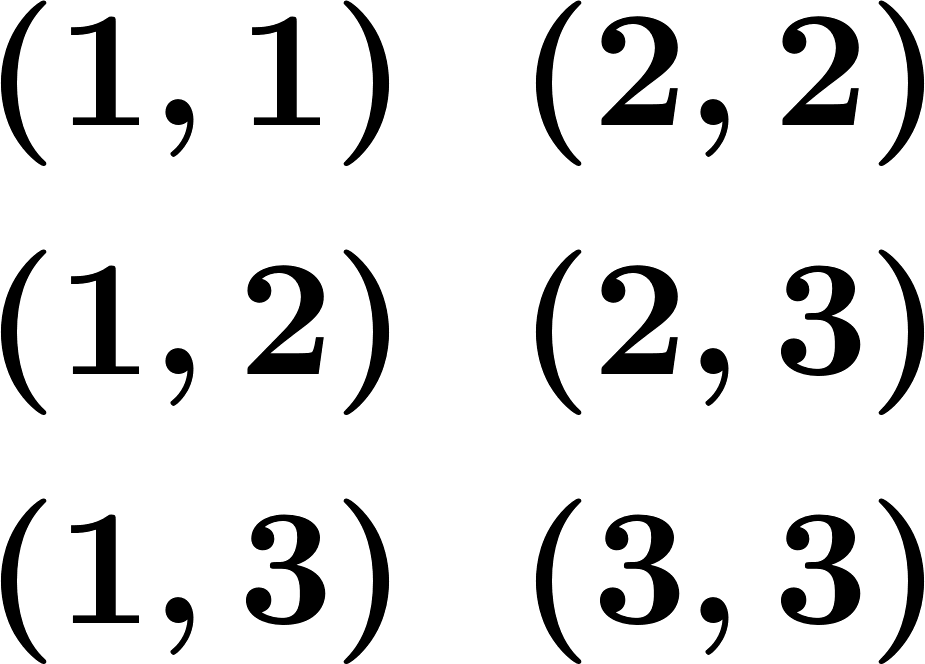 (1, 1) (2, 2)
(1, 2) (2, 3)
(1, 3) (3, 3)